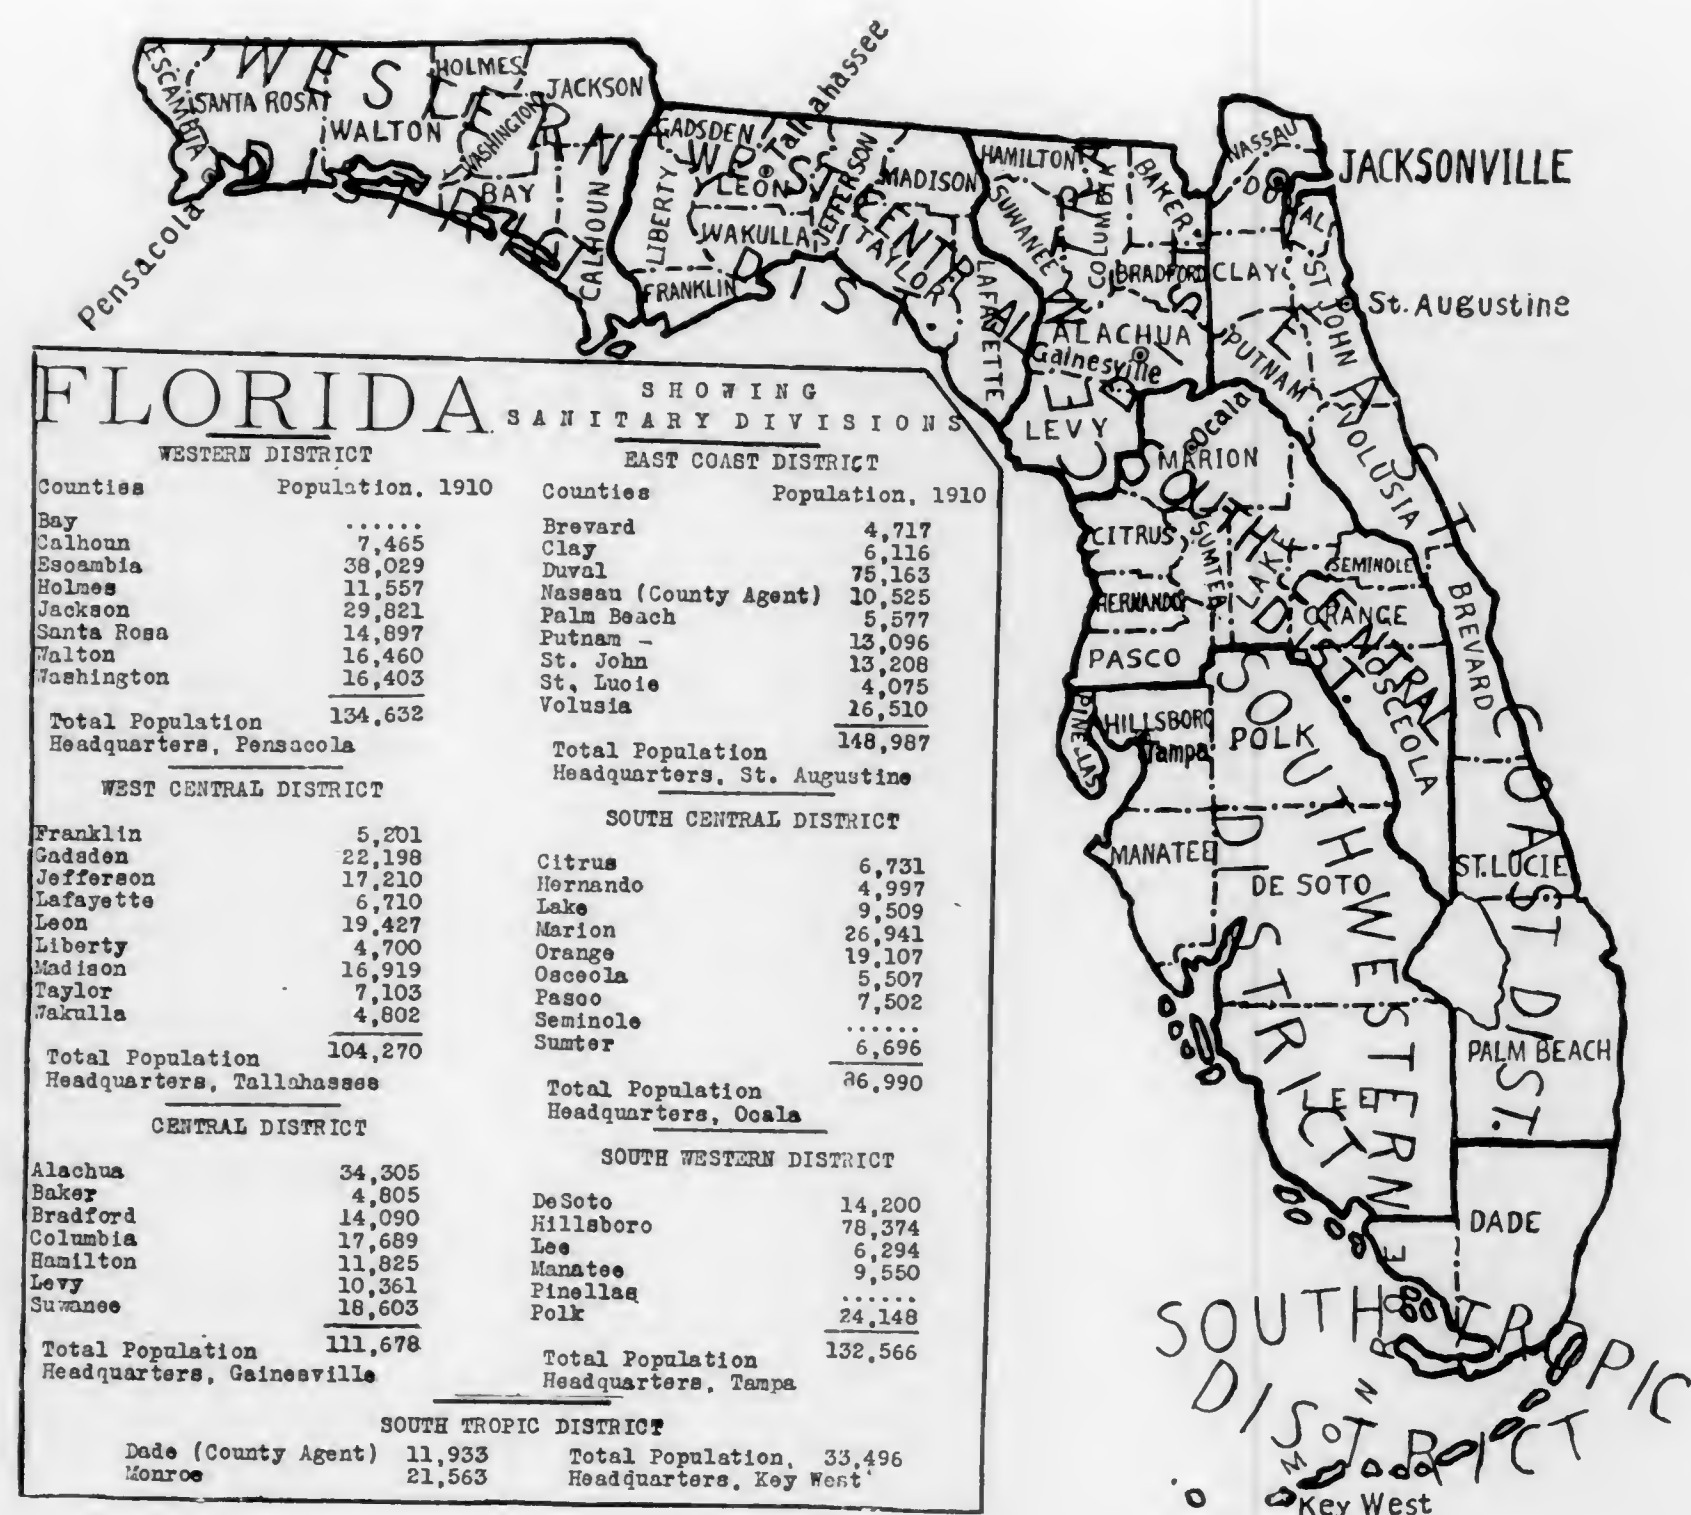 WESTERN DIST.
ESCAMBIA
SANTA ROSA
WALTON
HOLMES
WASHINGTON
JACKSON
BAY
CALHOUN
Pensacola
Tallahassee
WEST CENTRAL DIST.
GADSDEN
LIBERTY
LEON
WAKULLA
FRANKLIN
JEFFERSON
MADISON
TAYLOR
LAFAYETTE
CENTRAL DIST.
HAMILTON
SUWANEE
COLUMBIA
BAKER
BRADFORD
ALACHUA
Gainesville
LEVY
NASSAU
DUVAL
JACKSONVILLE
CLAY
ST JOHN
St. Augustine
PUTNAM
VOLUSIA
EAST COAST DIST.
BREVARD
ST. LUCIE
PALM BEACH
SOUTH CENTRAL DIST.
Ocala
MARION
CITRUS
SUMTER
LAKE
SEMINOLE
HERNANDO
ORANGE
PASCO
OSCEOLA
SOUTH WESTERN DISTRICT
PINELLAS
HILLSBORO
Tampa
POLK
MANATEE
DE SOTO
LEE
DADE
MONROE
SOUTH TROPIC
DISTRICT
Key West
FLORIDA
SHOWING
SANITARY DIVISIONS
WESTERN DISTRICT
Counties Population, 1910
Bay ......
Calhoun 7,465
Escambia 38,029
Holmes 11,557
Jackson 29,821
Santa Rosa 14,897
Walton 16,460
Washington 16,403
Total Population 134,632
Headquarters, Pensacola
WEST CENTRAL DISTRICT
Franklin 5,201
Gadsden 22,198
Jefferson 17,210
Lafayette 6,710
Leon 19,427
Liberty 4,700
Madison 16,919
Taylor 7,103
Wakulla 4,802
Total Population 104,270
Headquarters, Tallahassee
CENTRAL DISTRICT
Alachua 34,305
Baker 4,805
Bradford 14,090
Columbia 17,689
Hamilton 11,825
Levy 10,361
Suwanee 18,603
Total Population 111,678
Headquarters, Gainesville
EAST COAST DISTRICT
Counties Population, 1910
Brevard 4,717
Clay 6,116
Duval 75,163
Nassau (County Agent) 10,525
Palm Beach 5,577
Putnam - 13,096
St. John 13,208
St. Lucie 4,075
Volusia 16,510
Total Population 148,987
Headquarters, St. Augustine
SOUTH CENTRAL DISTRICT
Citrus 6,731
Hernando 4,997
Lake 9,509
Marion 26,941
Orange 19,107
Osceola 5,507
Pasco 7,502
Seminole ......
Sumter 6,696
Total Population 86,990
Headquarters, Ocala
SOUTH WESTERN DISTRICT
DeSoto 14,200
Hillsboro 78,374
Lee 6,294
Manatee 9,550
Pinellas ......
Polk 24,148
Total Population 132,566
Headquarters, Tampa
SOUTH TROPIC DISTRICT
Dade (County Agent) 11,933 Total Population, 33,496
Monroe 21,563 Headquarters, Key West